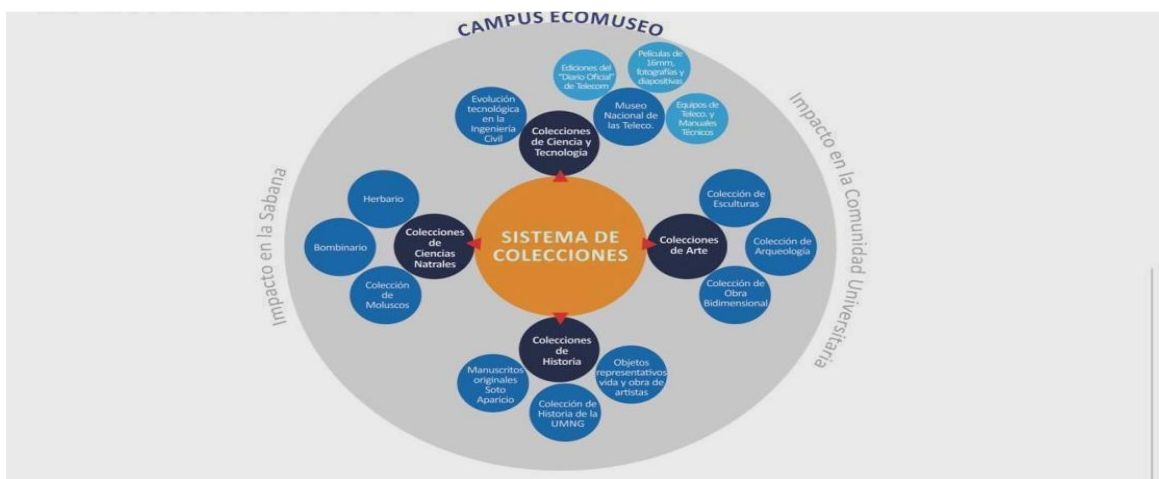 CAMPUS ECOMUSEO
Películas de
16mm,
fotografías y
diapositivas.
Ediciones del
"Diario Oficial"
de Telecom
Evolución
tecnológica
en la
Ingeniería
Civil
Museo
Nacional de
las Teleco.
Equipos de
Teleco. y
Manuales
Técnicos
Colecciones
de Ciencia y
Tecnología
Impacto en la Sabana
Impacto en la Comunidad Universitaria
Herbario
Bombinario
Colección
de
Moluscos
Colecciones
de
Ciencias
Natrales
SISTEMA DE
COLECCIONES
Colecciones
de Arte
Colección de
Esculturas
Colección de
Arqueología
Colección de
Obra
Bidimensional
Colecciones
de
Historia
Manuscritos
originales
Soto
Aparicio
Colección de
Historia de la
UMNG
Objetos
representativos
vida y obra de
artistas